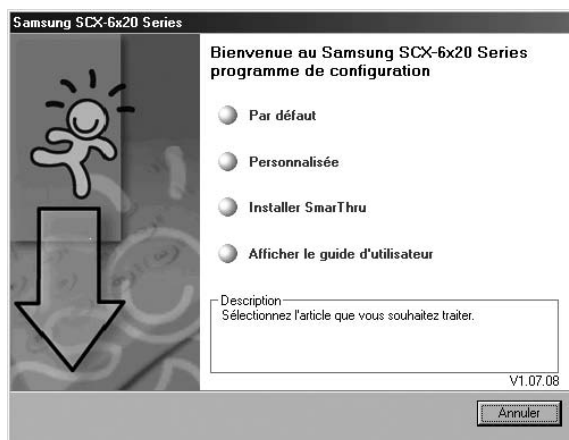 Samsung SCX-6x20 Series
Bienvenue au Samsung SCX-6x20 Series
programme de configuration
Par défaut
Personnalisée
Installer SmarThru
Afficher le guide d'utilisateur
Description
Sélectionnez l'article que vous souhaitez traiter.
V1.07.08
Annuler